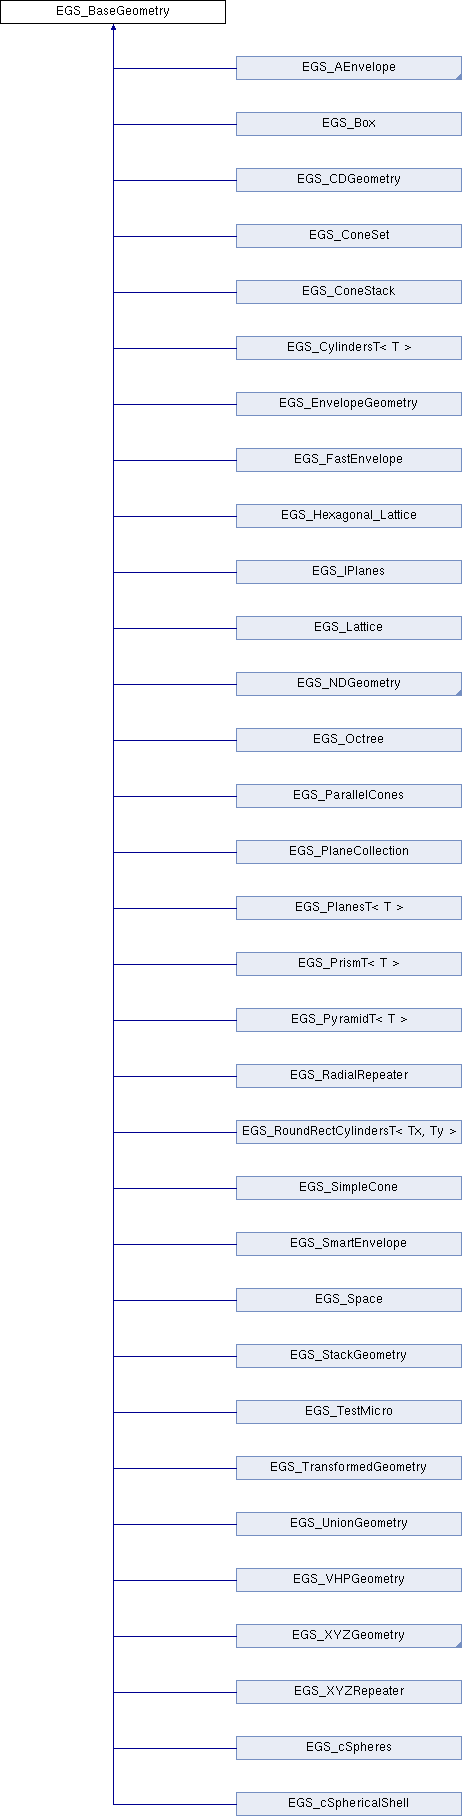 EGS_BaseGeometry
EGS_AEnvelope
EGS_Box
EGS_CDGeometry
EGS_ConeSet
EGS_ConeStack
EGS_CylindersT< T >
EGS_EnvelopeGeometry
EGS_FastEnvelope
EGS_Hexagonal_Lattice
EGS_IPlanes
EGS_Lattice
EGS_NDGeometry
EGS_Octree
EGS_ParallelCones
EGS_PlaneCollection
EGS_PlanesT< T >
EGS_PrismT< T >
EGS_PyramidT< T >
EGS_RadialRepeater
EGS_RoundRectCylindersT< Tx, Ty >
EGS_SimpleCone
EGS_SmartEnvelope
EGS_Space
EGS_StackGeometry
EGS_TestMicro
EGS_TransformedGeometry
EGS_UnionGeometry
EGS_VHPGeometry
EGS_XYZGeometry
EGS_XYZRepeater
EGS_cSpheres
EGS_cSphericalShell